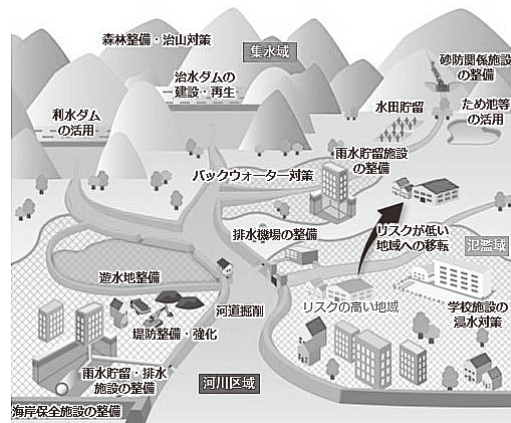 森林整備・治山対策
集水域
砂防関係施設
の整備
治水ダムの
建設・再生
水田貯留
ため池等
の活用
利水ダム
の活用
雨水貯留施設
の整備
バックウォーター対策
リスクが低い
地域への移転
排水機場の整備
氾濫域
遊水地整備
河道掘削
リスクの高い地域
学校施設の
浸水対策
堤防整備・強化
雨水貯留・排水
施設の整備
河川区域
海岸保全施設の整備